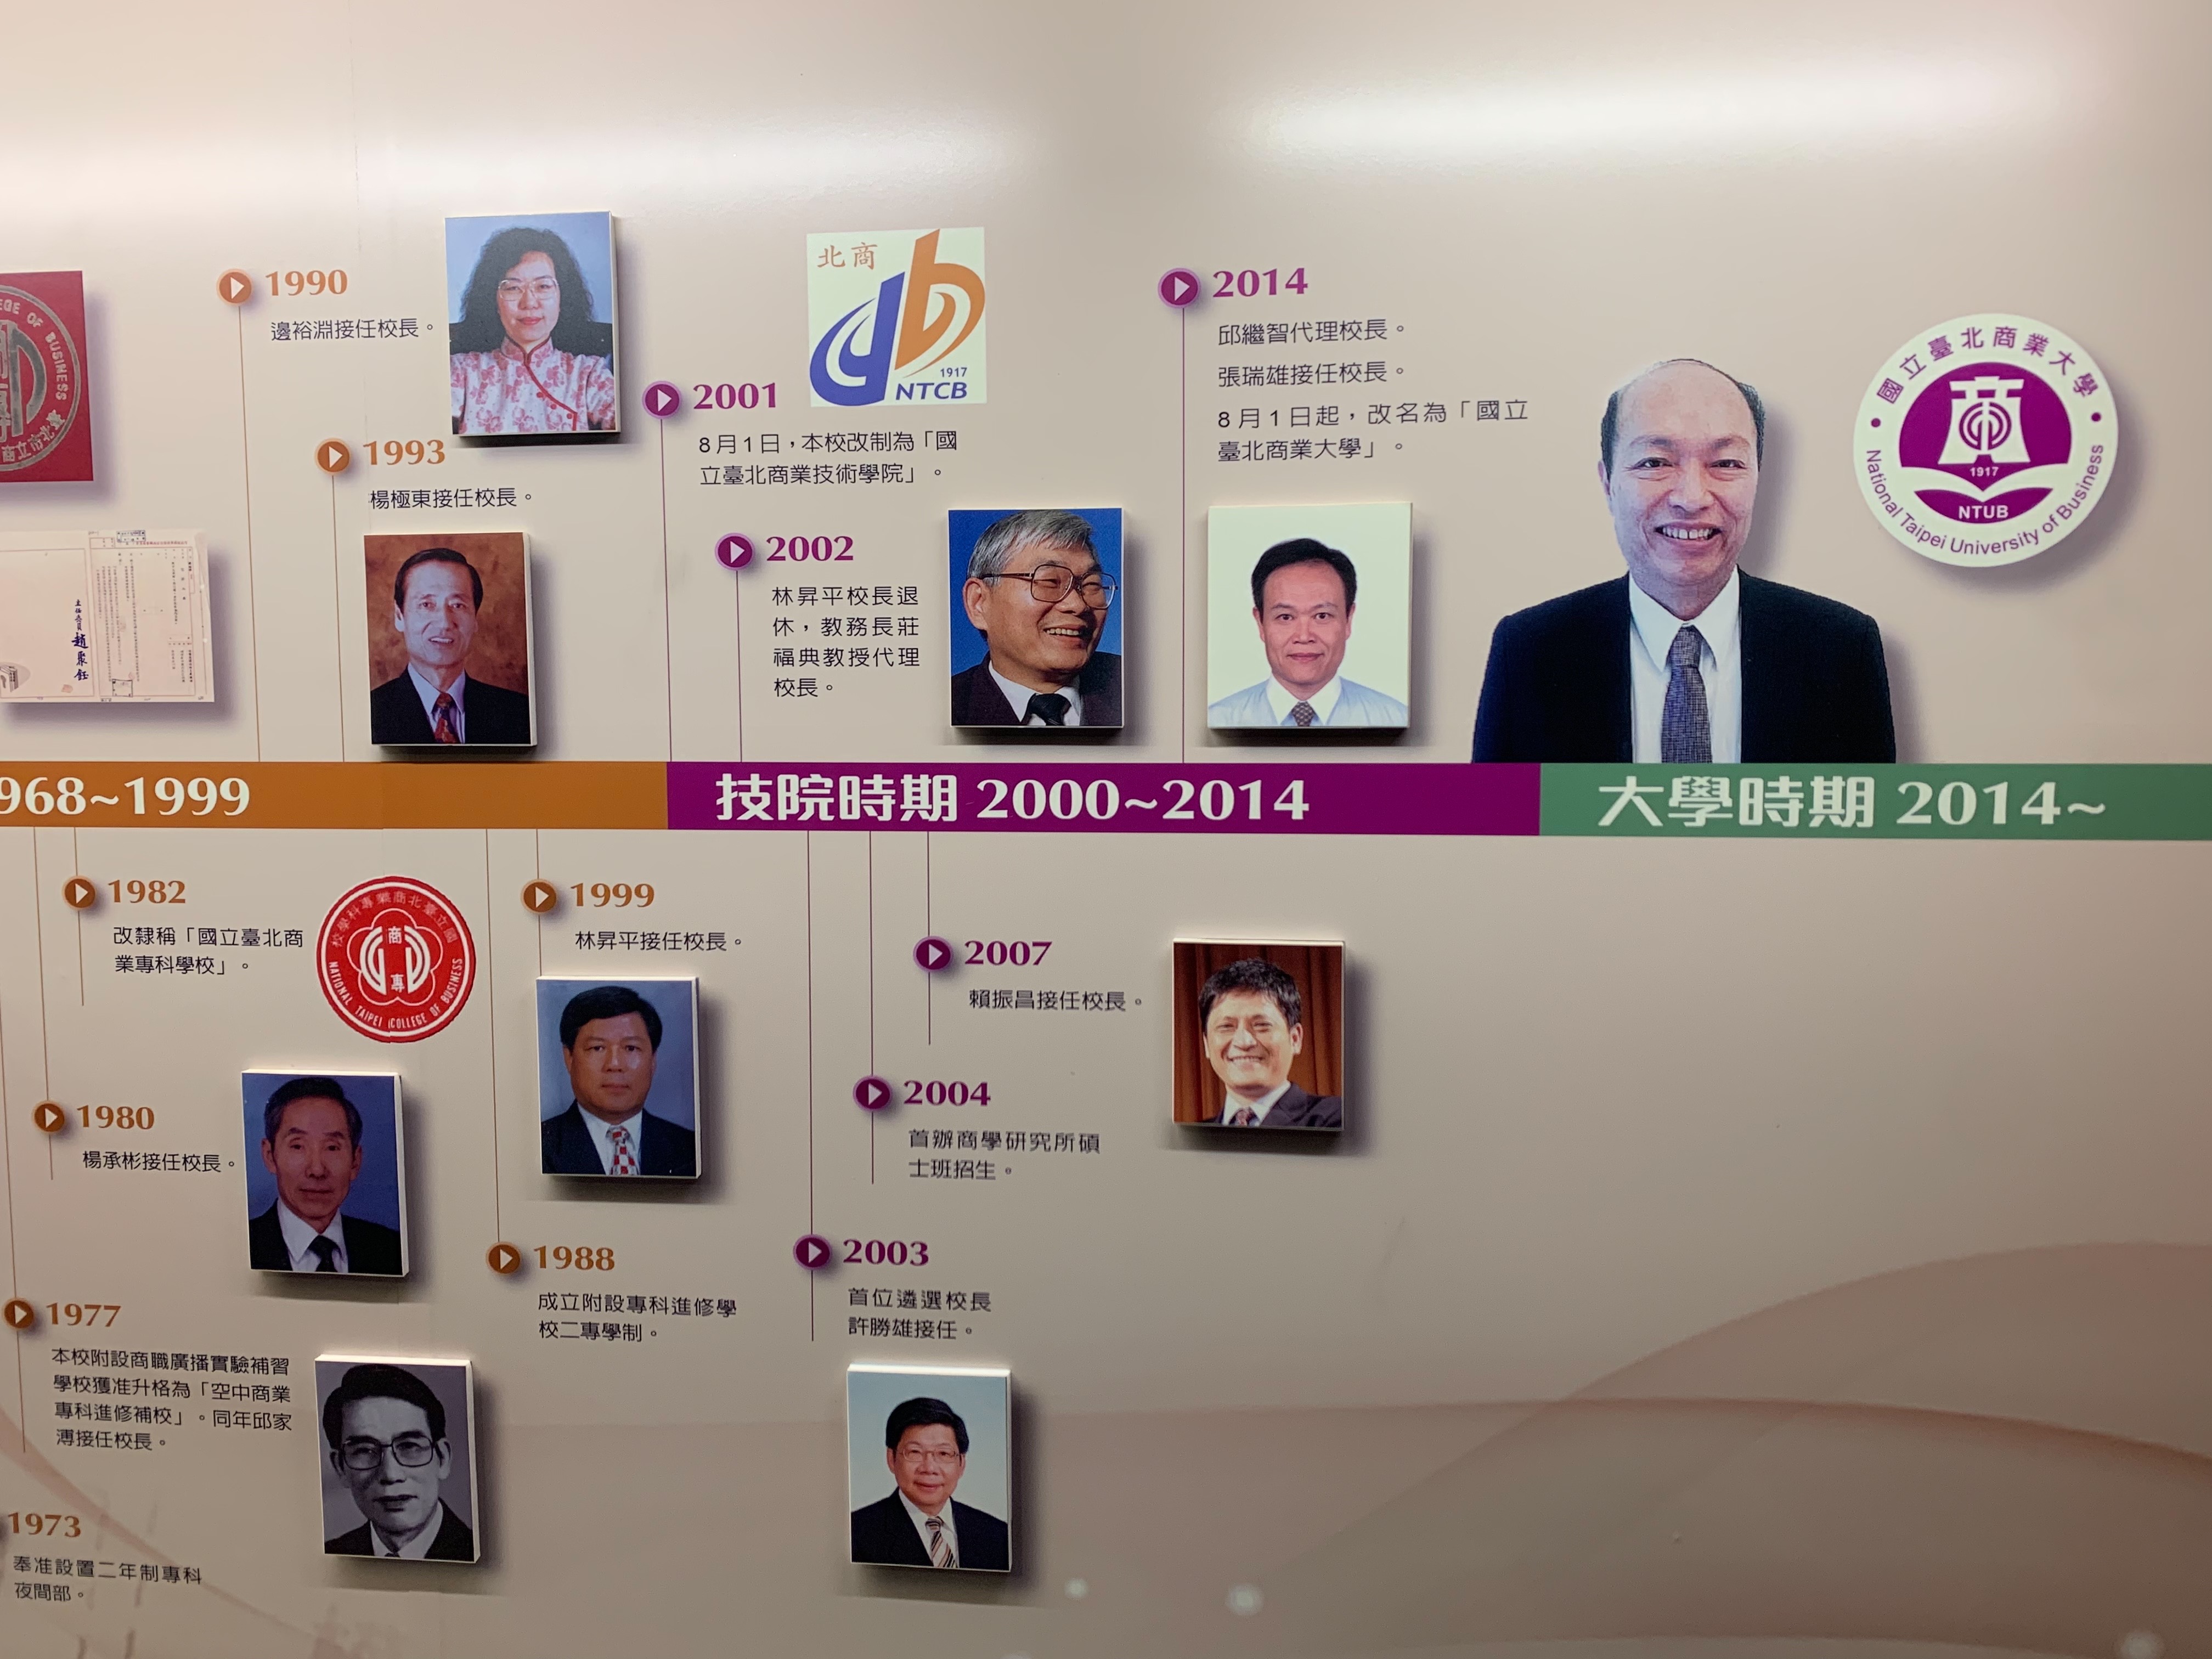 1990
邊裕淵接任校長。
1993
楊極東接任校長。
北商
1917
NTCB
2001
8月1日，本校改制為「國
立臺北商業技術學院」。
2002
林昇平校長退
休，教務長莊
福典教授代理
校長。
2014
邱繼智代理校長。
張瑞雄接任校長。
8月1日起，改名為「國立
臺北商業大學」。
國立臺北商業大學
商
1917
NTUB
National Taipei University of Business
EGE OF BUSINESS
主任委員 趙聚鈺
968~1999
技院時期 2000~2014
大學時期 2014~
1982
改隸稱「國立臺北商
業專科學校」。
國立臺北商業專科學校
商
專
NATIONAL TAIPEI COLLEGE OF BUSINESS
1980
楊承彬接任校長。
1977
本校附設商職廣播實驗補習
學校獲准升格為「空中商業
專科進修補校」。同年邱家
溥接任校長。
1973
奉准設置二年制專科
夜間部。
1999
林昇平接任校長。
1988
成立附設專科進修學
校二專學制。
2007
賴振昌接任校長。
2004
首辦商學研究所碩
士班招生。
2003
首位遴選校長
許勝雄接任。